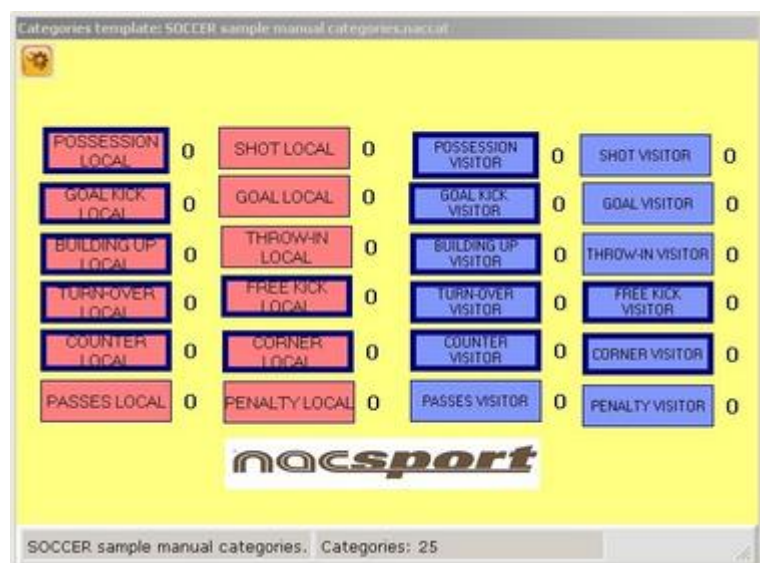 Categories template: SOCCER sample manual categories.naccat
POSSESSION LOCAL 0 SHOT LOCAL 0 POSSESSION VISITOR 0 SHOT VISITOR 0
GOAL KICK LOCAL 0 GOAL LOCAL 0 GOAL KICK VISITOR 0 GOAL VISITOR 0
BUILDING UP LOCAL 0 THROW-IN LOCAL 0 BUILDING UP VISITOR 0 THROW-IN VISITOR 0
TURN-OVER LOCAL 0 FREE KICK LOCAL 0 TURN-OVER VISITOR 0 FREE KICK VISITOR 0
COUNTER LOCAL 0 CORNER LOCAL 0 COUNTER VISITOR 0 CORNER VISITOR 0
PASSES LOCAL 0 PENALTY LOCAL 0 PASSES VISITOR 0 PENALTY VISITOR 0
nacsport
SOCCER sample manual categories. Categories: 25